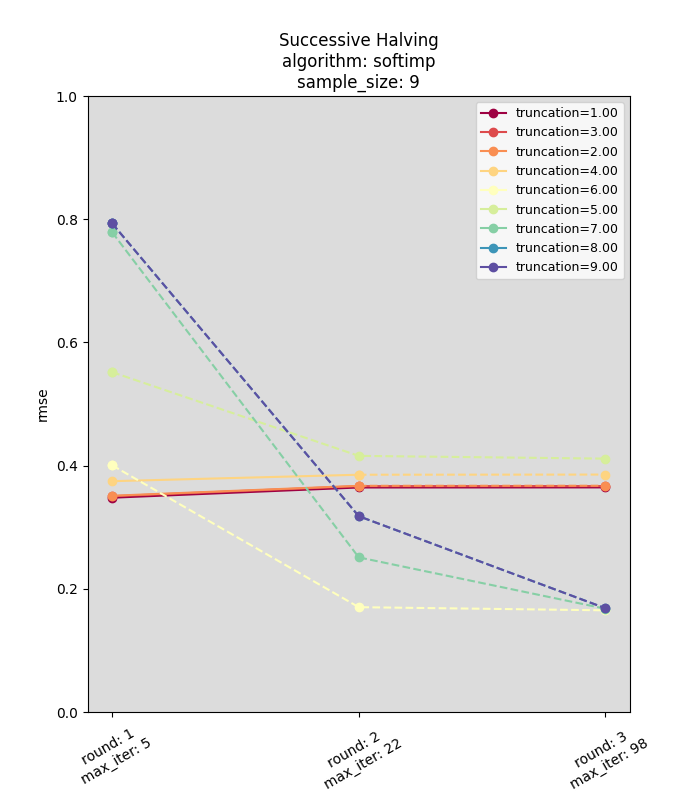 Successive Halving
algorithm: softimp
sample_size: 9
1.0
0.8
0.6
0.4
0.2
0.0
rmse
truncation=1.00
truncation=3.00
truncation=2.00
truncation=4.00
truncation=6.00
truncation=5.00
truncation=7.00
truncation=8.00
truncation=9.00
round: 1
max_iter: 5
round: 2
max_iter: 22
round: 3
max_iter: 98